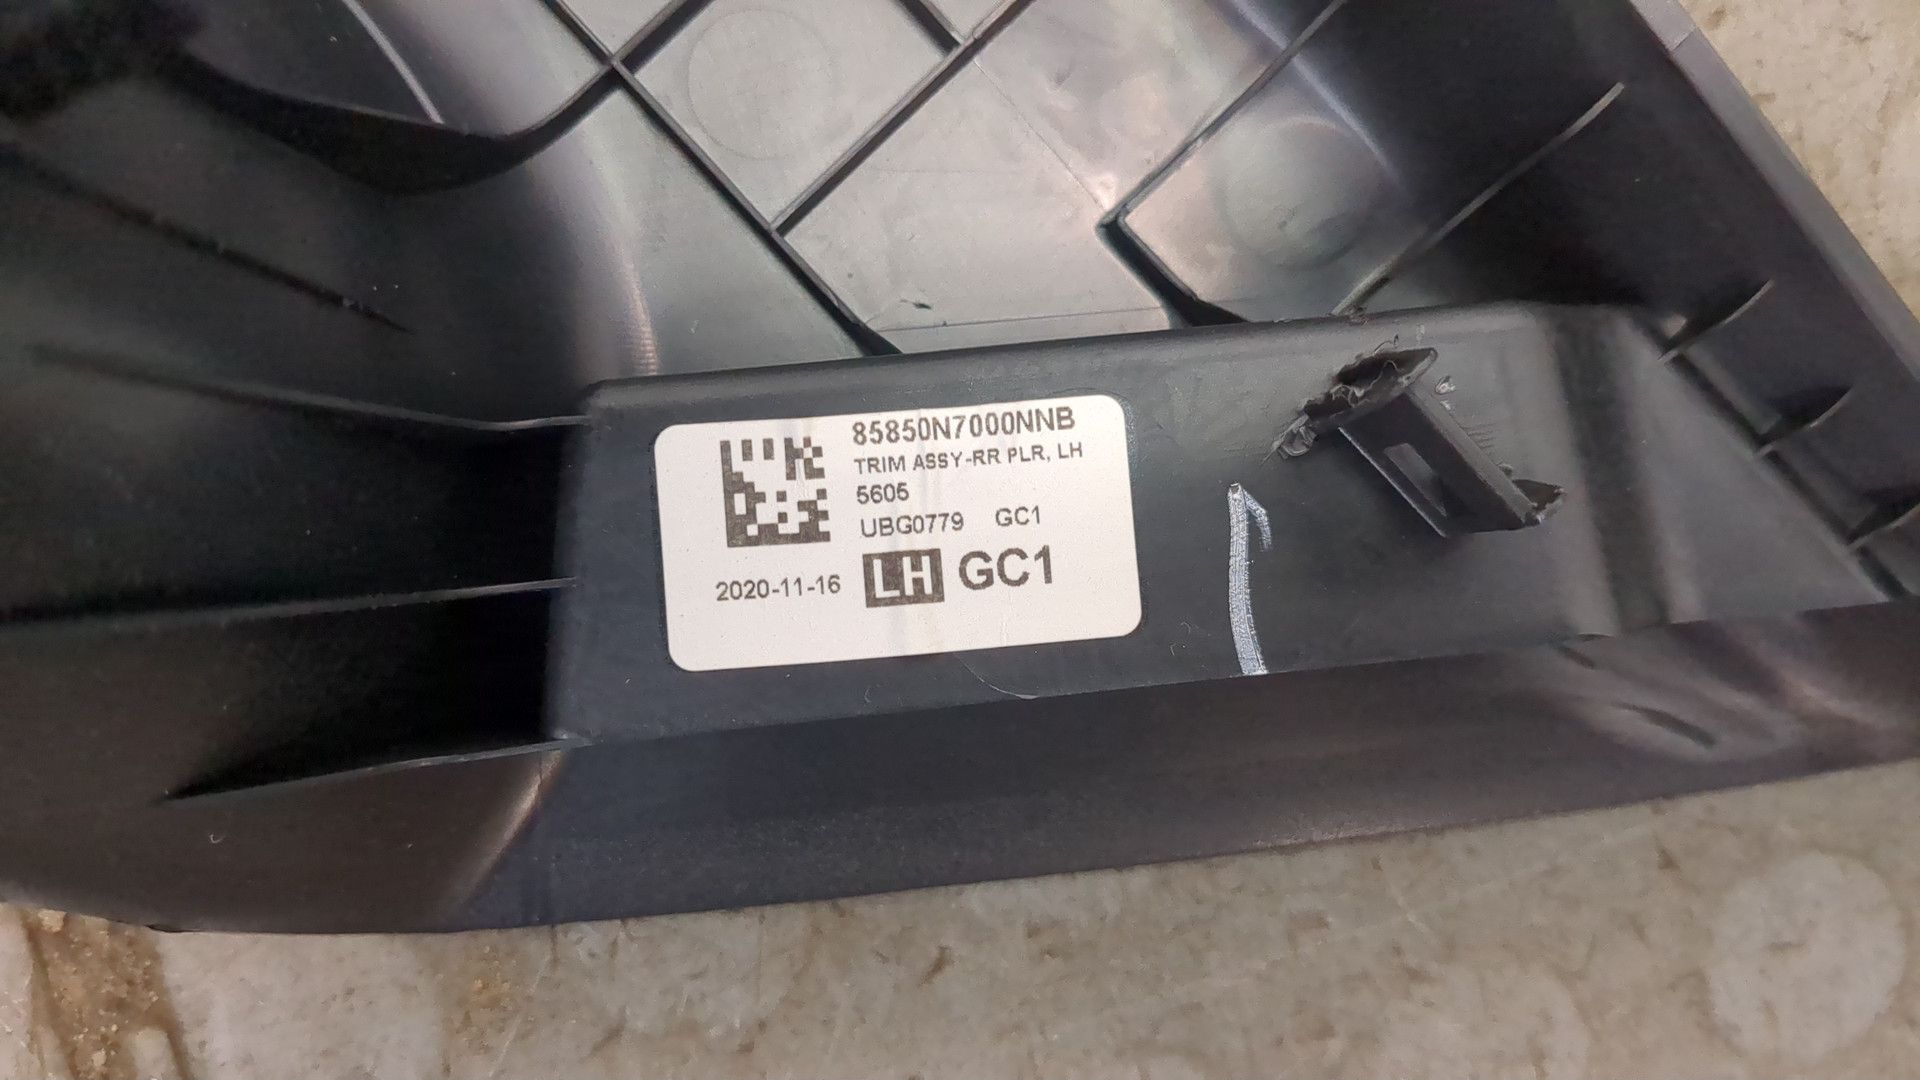 85850N7000NNB
TRIM ASSY-RR PLR, LH
5605
UBG0779 GC1
2020-11-16 LH GC1